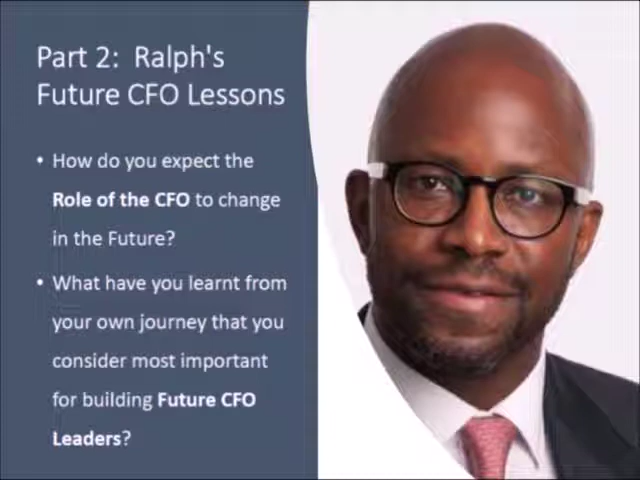 Part 2:  Ralph's
Future CFO Lessons
• How do you expect the
Role of the CFO to change
in the Future?
• What have you learnt from
your own journey that you
consider most important
for building Future CFO
Leaders?